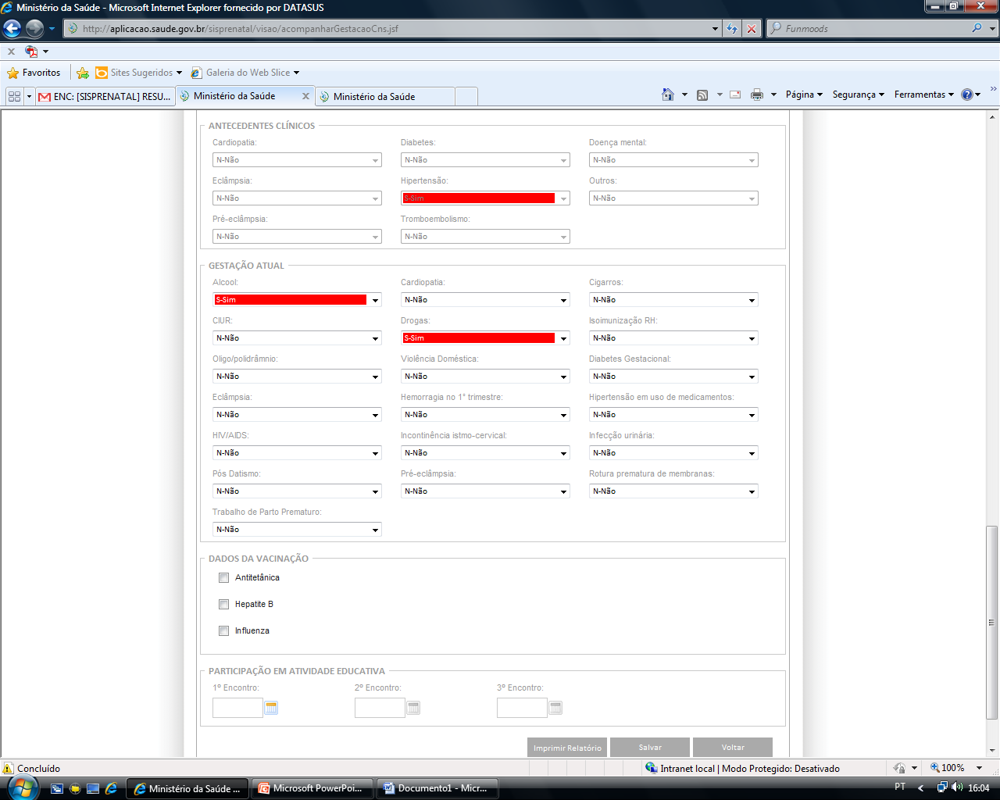 Ministério da Saúde - Microsoft Internet Explorer fornecido por DATASUS
http://aplicacao.saude.gov.br/sisprenatal/visao/acompanharGestacaoCns.jsf
Funmoods
Favoritos
Sites Sugeridos
Galeria do Web Slice
ENC: [SISPRENATAL] RESU...
Ministério da Saúde
Ministério da Saúde
Página
Segurança
Ferramentas
ANTECEDENTES CLÍNICOS
Cardiopatia: Diabetes: Doença mental:
N-Não N-Não N-Não
Eclâmpsia: Hipertensão: Outros:
N-Não S-Sim N-Não
Pré-eclâmpsia: Tromboembolismo:
N-Não N-Não
GESTAÇÃO ATUAL
Alcool: Cardiopatia: Cigarros:
S-Sim N-Não N-Não
CIUR: Drogas: Isoimunização RH:
N-Não S-Sim N-Não
Oligo/polidrâmnio: Violência Doméstica: Diabetes Gestacional:
N-Não N-Não N-Não
Eclâmpsia: Hemorragia no 1° trimestre: Hipertensão em uso de medicamentos:
N-Não N-Não N-Não
HIV/AIDS: Incontinência istmo-cervical: Infecção urinária:
N-Não N-Não N-Não
Pós Datismo: Pré-eclâmpsia: Rotura prematura de membranas:
N-Não N-Não N-Não
Trabalho de Parto Prematuro:
N-Não
DADOS DA VACINAÇÃO
Antitetânica
Hepatite B
Influenza
PARTICIPAÇÃO EM ATIVIDADE EDUCATIVA
1º Encontro: 2º Encontro: 3º Encontro:
Imprimir Relatório Salvar Voltar
Concluído
Intranet local | Modo Protegido: Desativado
100%
Ministério da Saúde ...
Microsoft PowerPoi...
Documento1 - Micr...
PT
16:04